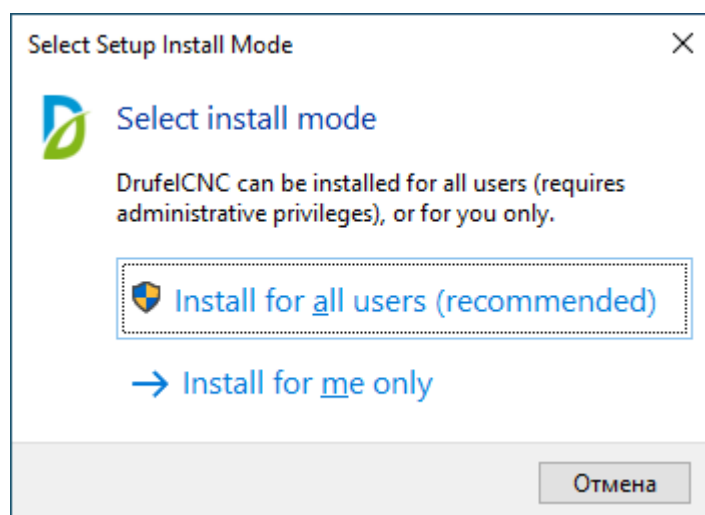 Select Setup Install Mode
Select install mode
DrufelCNC can be installed for all users (requires
administrative privileges), or for you only.
Install for all users (recommended)
Install for me only
Отмена